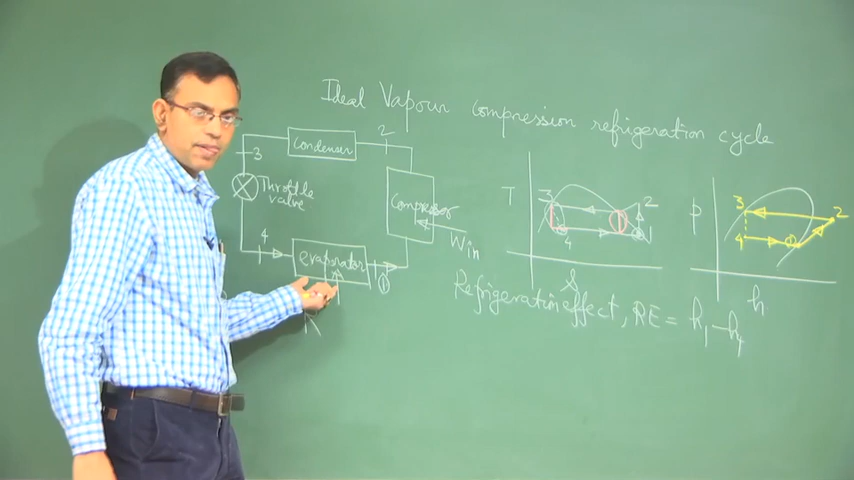 Ideal Vapour compression refrigeration cycle
Condenser
2
3
Throttle
valve
Compressor
Win
4
evaporator
1
T
3
2
4
1
s
P
3
2
4
1
h
Refrigeration effect, RE = h1-h4